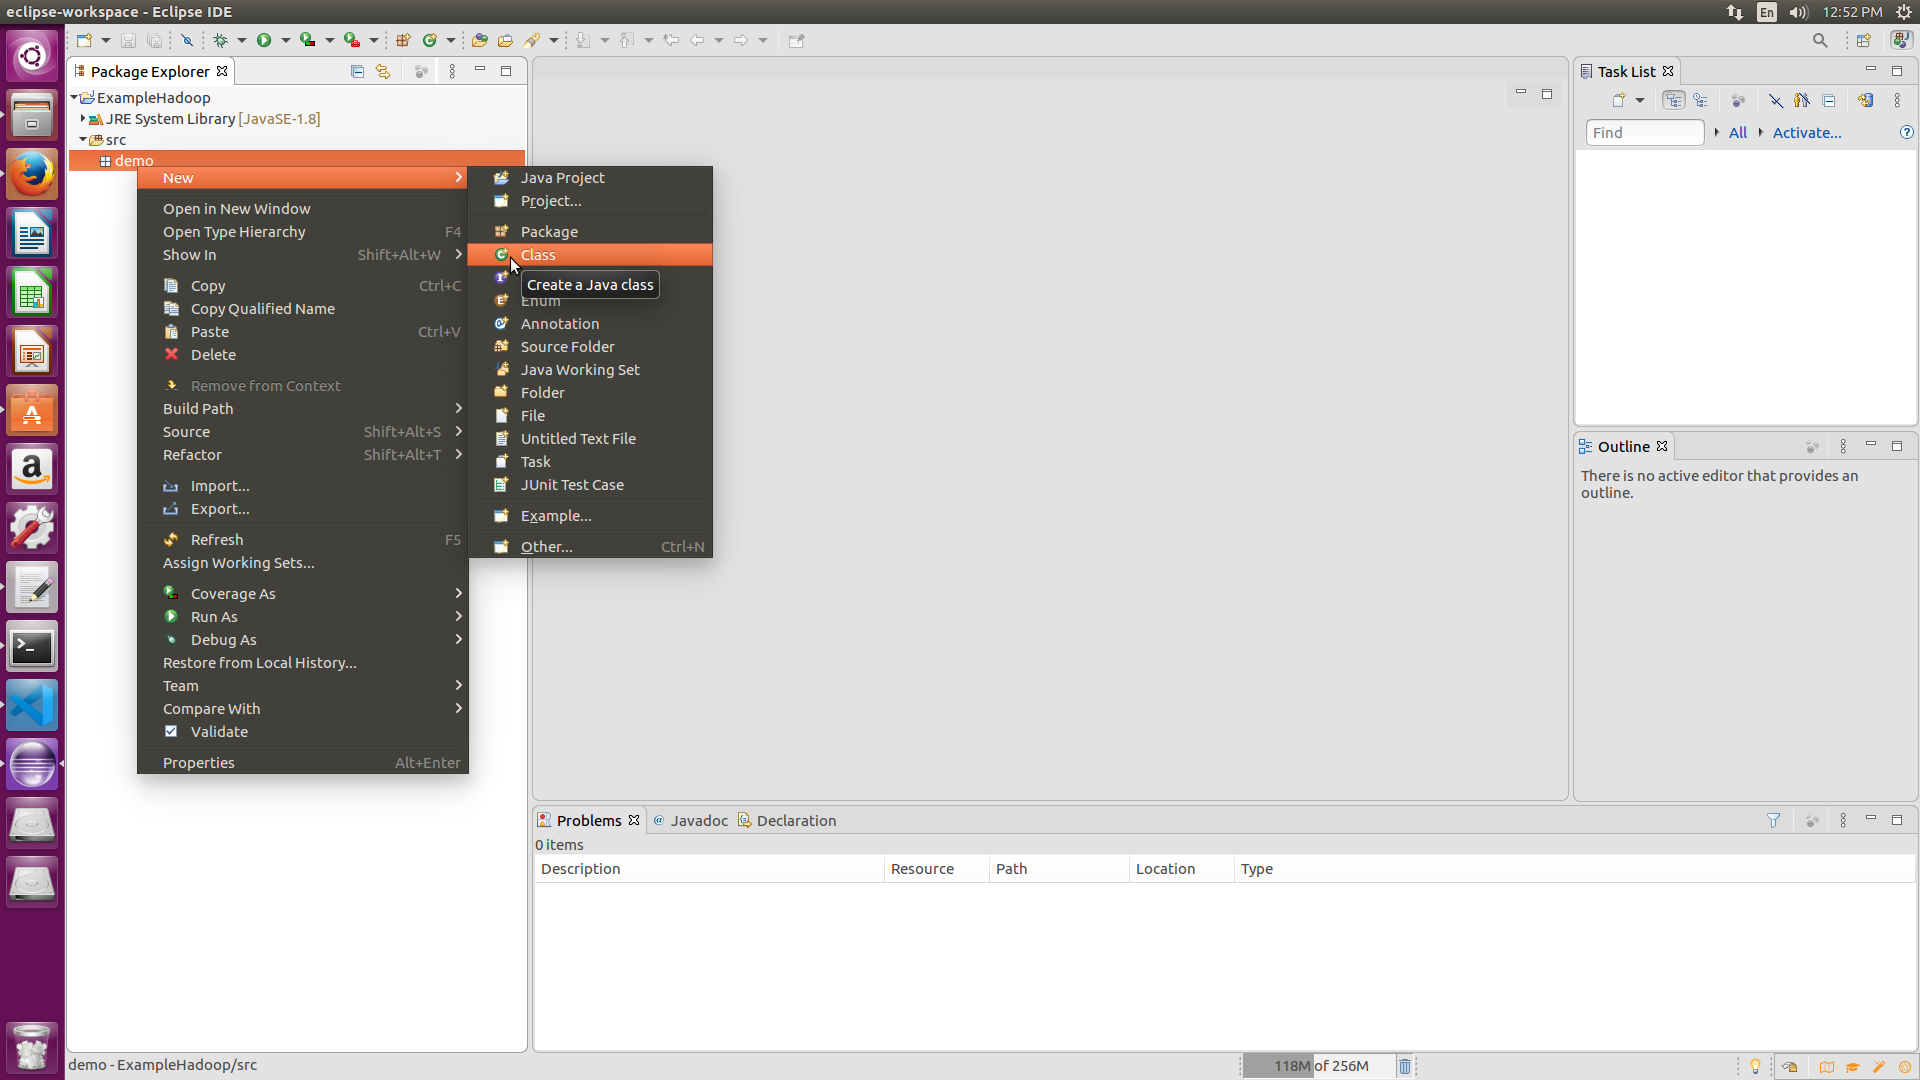 eclipse-workspace - Eclipse IDE
En
12:52 PM
Package Explorer
ExampleHadoop
JRE System Library [JavaSE-1.8]
src
demo
New
Open in New Window
Open Type Hierarchy F4
Show In Shift+Alt+W
Copy Ctrl+C
Copy Qualified Name
Paste Ctrl+V
Delete
Remove from Context
Build Path
Source Shift+Alt+S
Refactor Shift+Alt+T
Import...
Export...
Refresh F5
Assign Working Sets...
Coverage As
Run As
Debug As
Restore from Local History...
Team
Compare With
Validate
Properties Alt+Enter
Java Project
Project...
Package
Class
Create a Java class
Enum
Annotation
Source Folder
Java Working Set
Folder
File
Untitled Text File
Task
JUnit Test Case
Example...
Other... Ctrl+N
Task List
Find
All
Activate...
Outline
There is no active editor that provides an
outline.
Problems
Javadoc
Declaration
0 items
Description Resource Path Location Type
demo - ExampleHadoop/src
118M of 256M